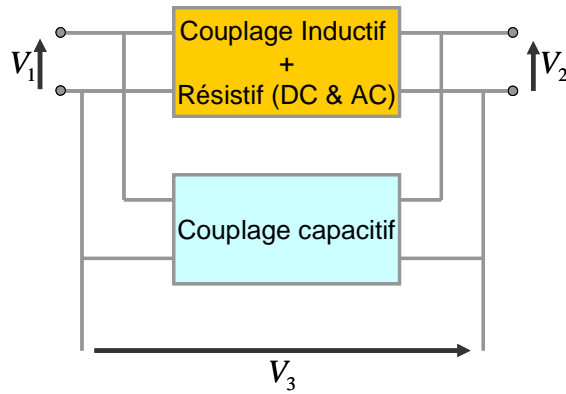 Couplage Inductif
+
Résistif (DC & AC)
V₁
V₂
Couplage capacitif
V₃